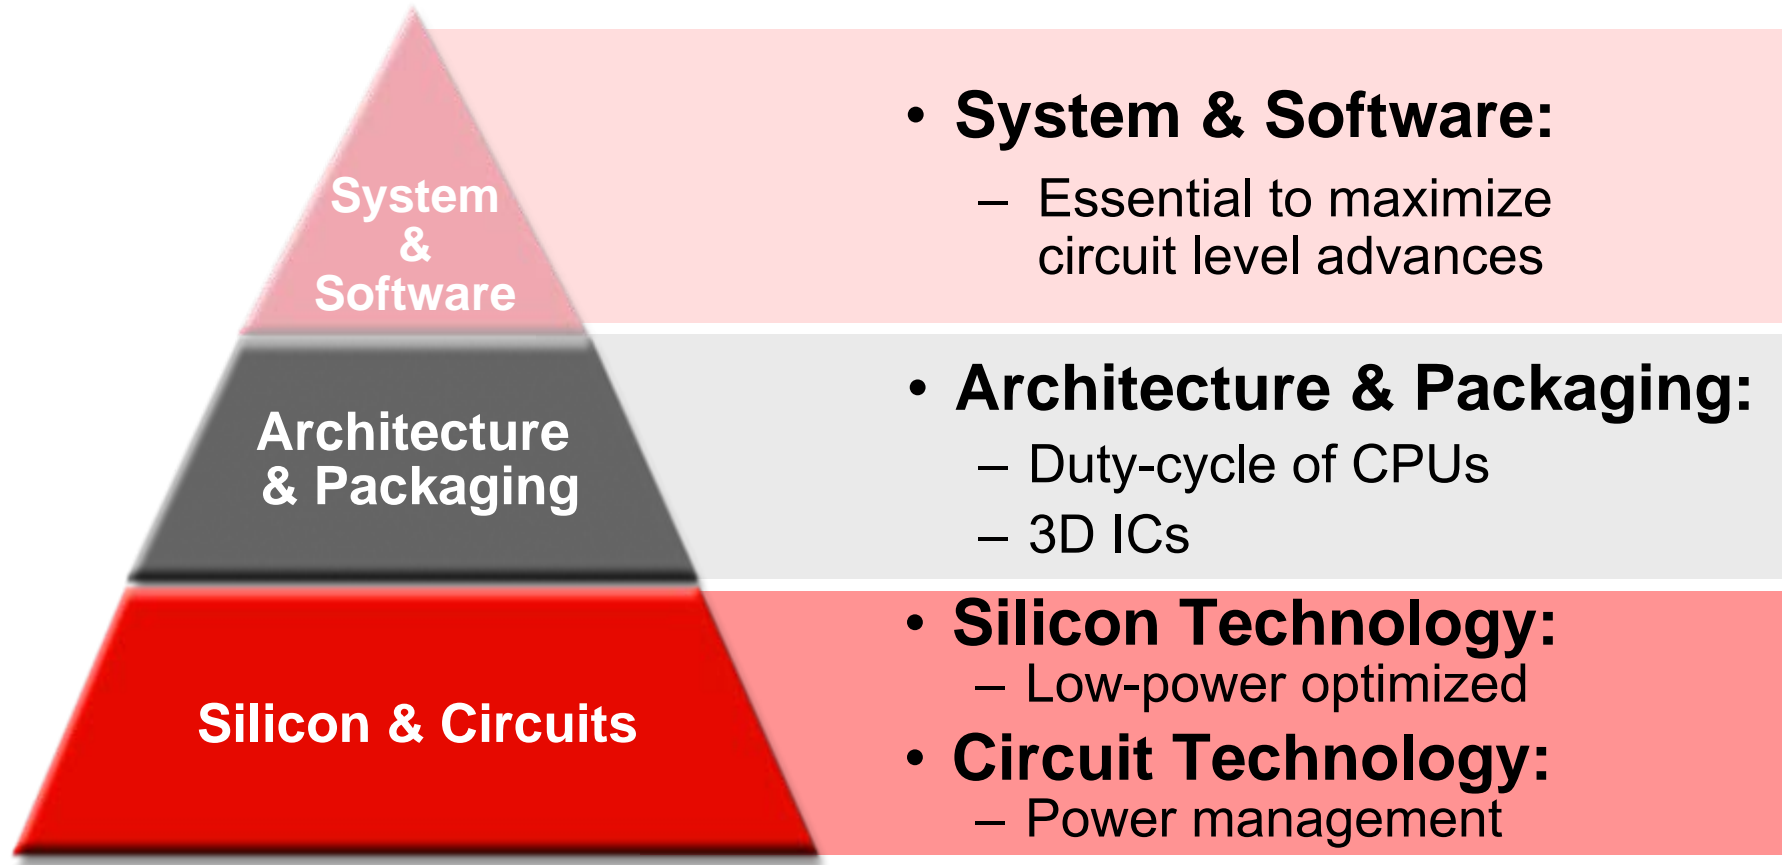 System
&
Software
• System & Software:
– Essential to maximize
circuit level advances
Architecture
& Packaging
• Architecture & Packaging:
– Duty-cycle of CPUs
– 3D ICs
Silicon & Circuits
• Silicon Technology:
– Low-power optimized
• Circuit Technology:
– Power management